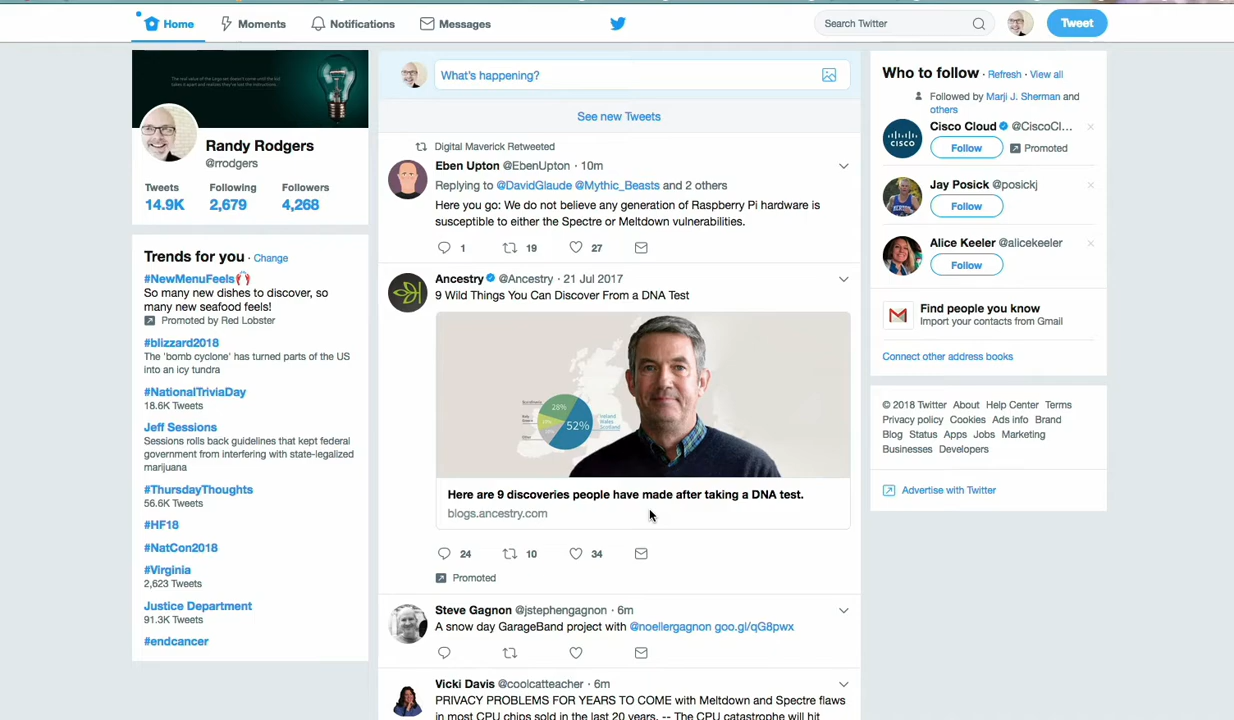 Home
Moments
Notifications
Messages
Search Twitter
Tweet
Randy Rodgers
@rrodgers
Tweets Following Followers
14.9K 2,679 4,268
Trends for you · Change
#NewMenuFeels
So many new dishes to discover, so
many new seafood feels!
Promoted by Red Lobster
#blizzard2018
The 'bomb cyclone' has turned parts of the US
into an icy tundra
#NationalTriviaDay
18.6K Tweets
Jeff Sessions
Sessions rolls back guidelines that kept federal
government from interfering with state-legalized
marijuana
#ThursdayThoughts
56.6K Tweets
#HF18
#NatCon2018
#Virginia
2,623 Tweets
Justice Department
91.3K Tweets
#endcancer
What's happening?
See new Tweets
Digital Maverick Retweeted
Eben Upton @EbenUpton · 10m
Replying to @DavidGlaude @Mythic_Beasts and 2 others
Here you go: We do not believe any generation of Raspberry Pi hardware is
susceptible to either the Spectre or Meltdown vulnerabilities.
1 19 27
Ancestry @Ancestry · 21 Jul 2017
9 Wild Things You Can Discover From a DNA Test
28%
52%
Ireland
Wales
Scotland
Here are 9 discoveries people have made after taking a DNA test.
blogs.ancestry.com
24 10 34
Promoted
Steve Gagnon @jstephengagnon · 6m
A snow day GarageBand project with @noellergagnon goo.gl/qG8pwx
Vicki Davis @coolcatteacher · 6m
PRIVACY PROBLEMS FOR YEARS TO COME with Meltdown and Spectre flaws
in most CPU chips sold in the last 20 years. -- The CPU catastrophe will hit
Who to follow · Refresh · View all
Followed by Marji J. Sherman and
others
Cisco Cloud @CiscoCl...
CISCO
Follow
Promoted
Jay Posick @posickj
Follow
Alice Keeler @alicekeeler
Follow
Find people you know
Import your contacts from Gmail
Connect other address books
© 2018 Twitter About Help Center Terms
Privacy policy Cookies Ads info Brand
Blog Status Apps Jobs Marketing
Businesses Developers
Advertise with Twitter